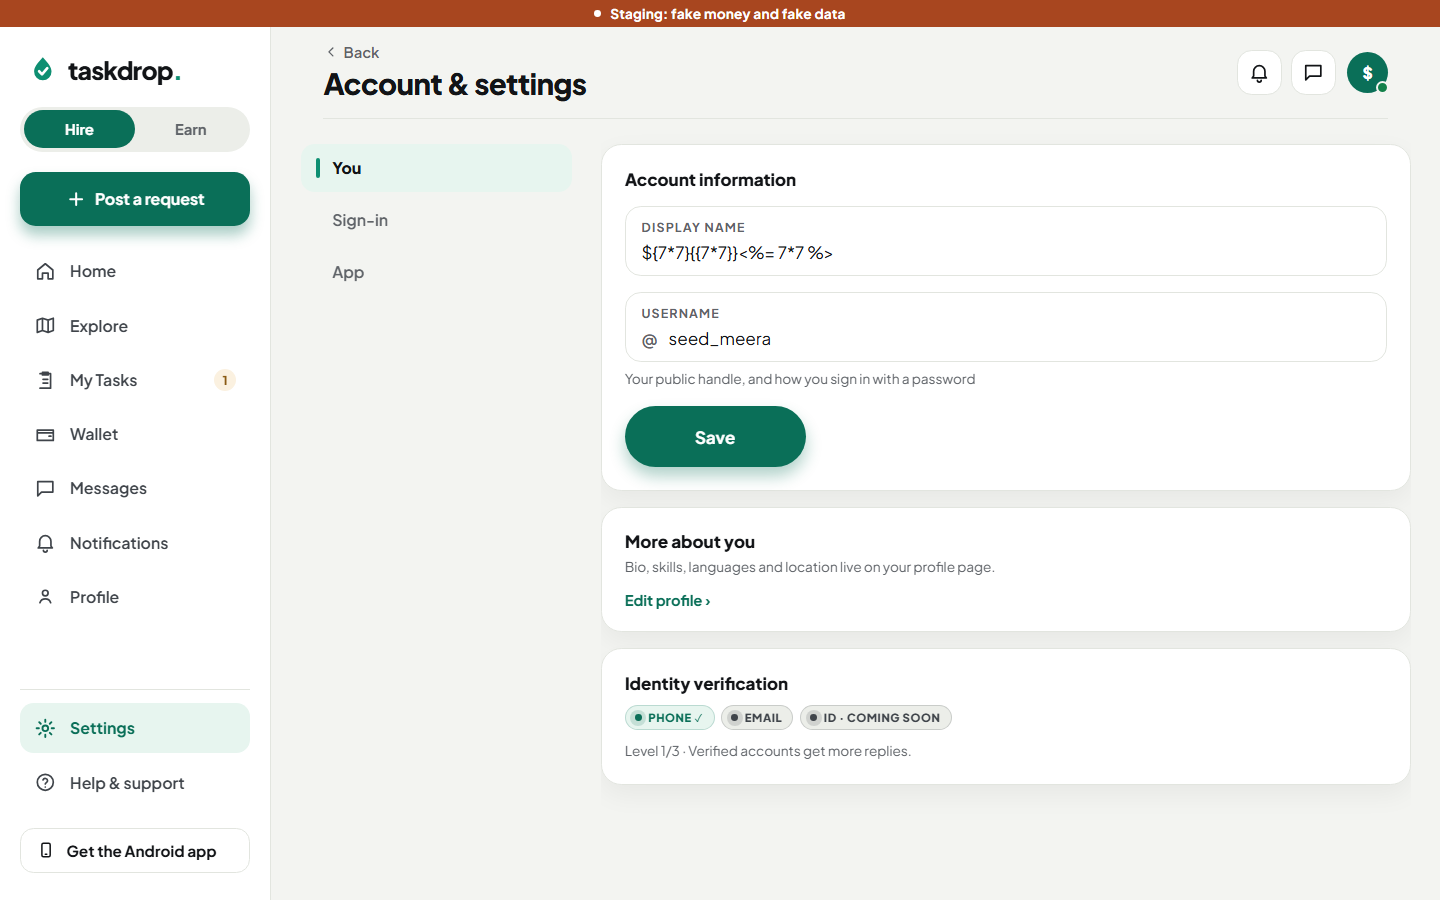 Staging: fake money and fake data
taskdrop.
Hire
Earn
Post a request
Home
Explore
My Tasks
1
Wallet
Messages
Notifications
Profile
Settings
Help & support
Get the Android app
Back
Account & settings
$
You
Sign-in
App
Account information
DISPLAY NAME
${7*7}{{7*7}}<%= 7*7 %>
USERNAME
@ seed_meera
Your public handle, and how you sign in with a password
Save
More about you
Bio, skills, languages and location live on your profile page.
Edit profile ›
Identity verification
PHONE ✓
EMAIL
ID · COMING SOON
Level 1/3 · Verified accounts get more replies.